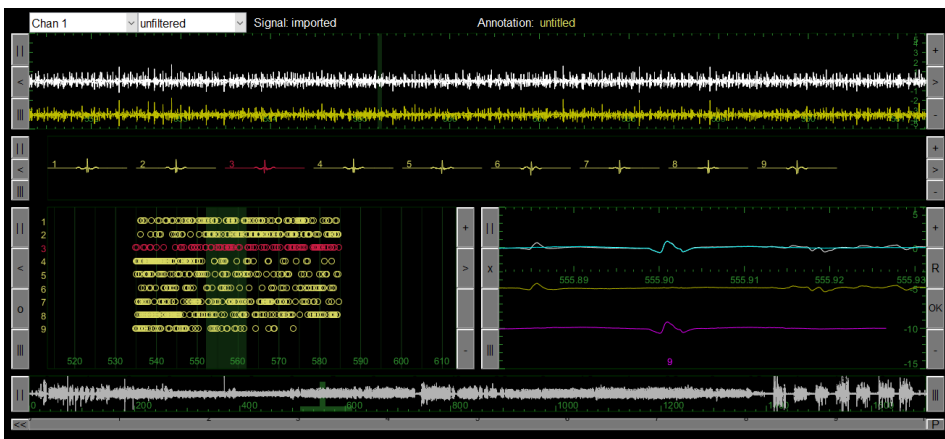 Chan 1 unfiltered Signal: imported Annotation: untitled
|| +
< >
||| -
|| 1 2 3 4 5 6 7 8 9 +
< >
||| -
|| 1 + || 5 +
2
3
4
< > X R
5
6
7
O OK
8
9
555.89 555.90 555.91 555.92 555.93
-5
-10
||| - ||| 9 -15 -
520 530 540 550 560 570 580 590 600 610
|| |||
0 200 400 600 800 1000 1200
<< P